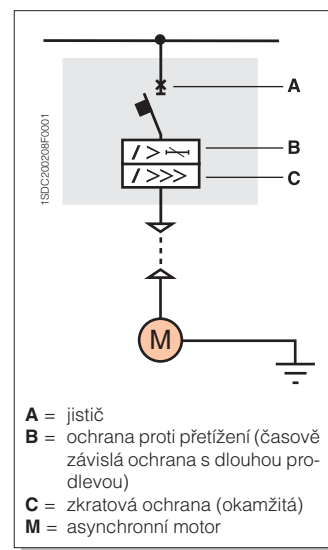 A
1SDC200208F0001
I >
B
I >>>
C
M
A = jistič
B = ochrana proti přetížení (časově
závislá ochrana s dlouhou pro-
dlevou)
C = zkratová ochrana (okamžitá)
M = asynchronní motor